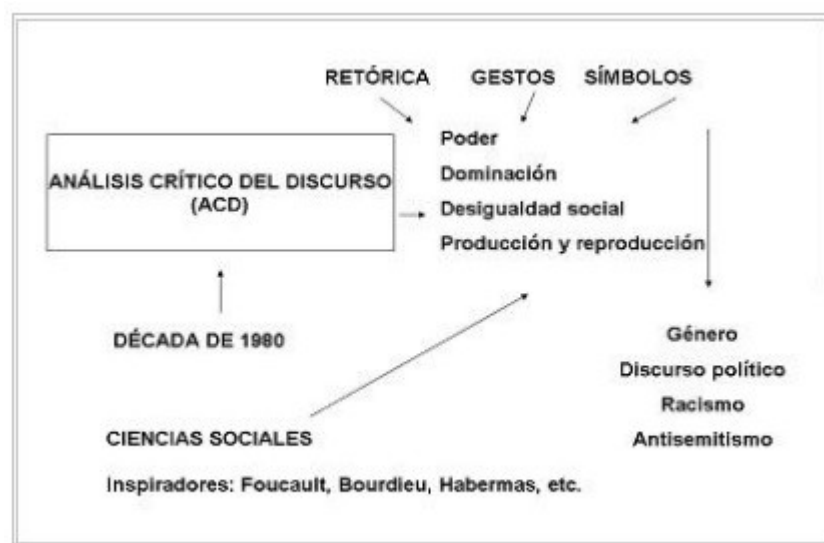 RETÓRICA GESTOS SÍMBOLOS
Poder
Dominación
Desigualdad social
Producción y reproducción
ANÁLISIS CRÍTICO DEL DISCURSO
(ACD)
DÉCADA DE 1980
Género
Discurso político
Racismo
Antisemitismo
CIENCIAS SOCIALES
Inspiradores: Foucault, Bourdieu, Habermas, etc.